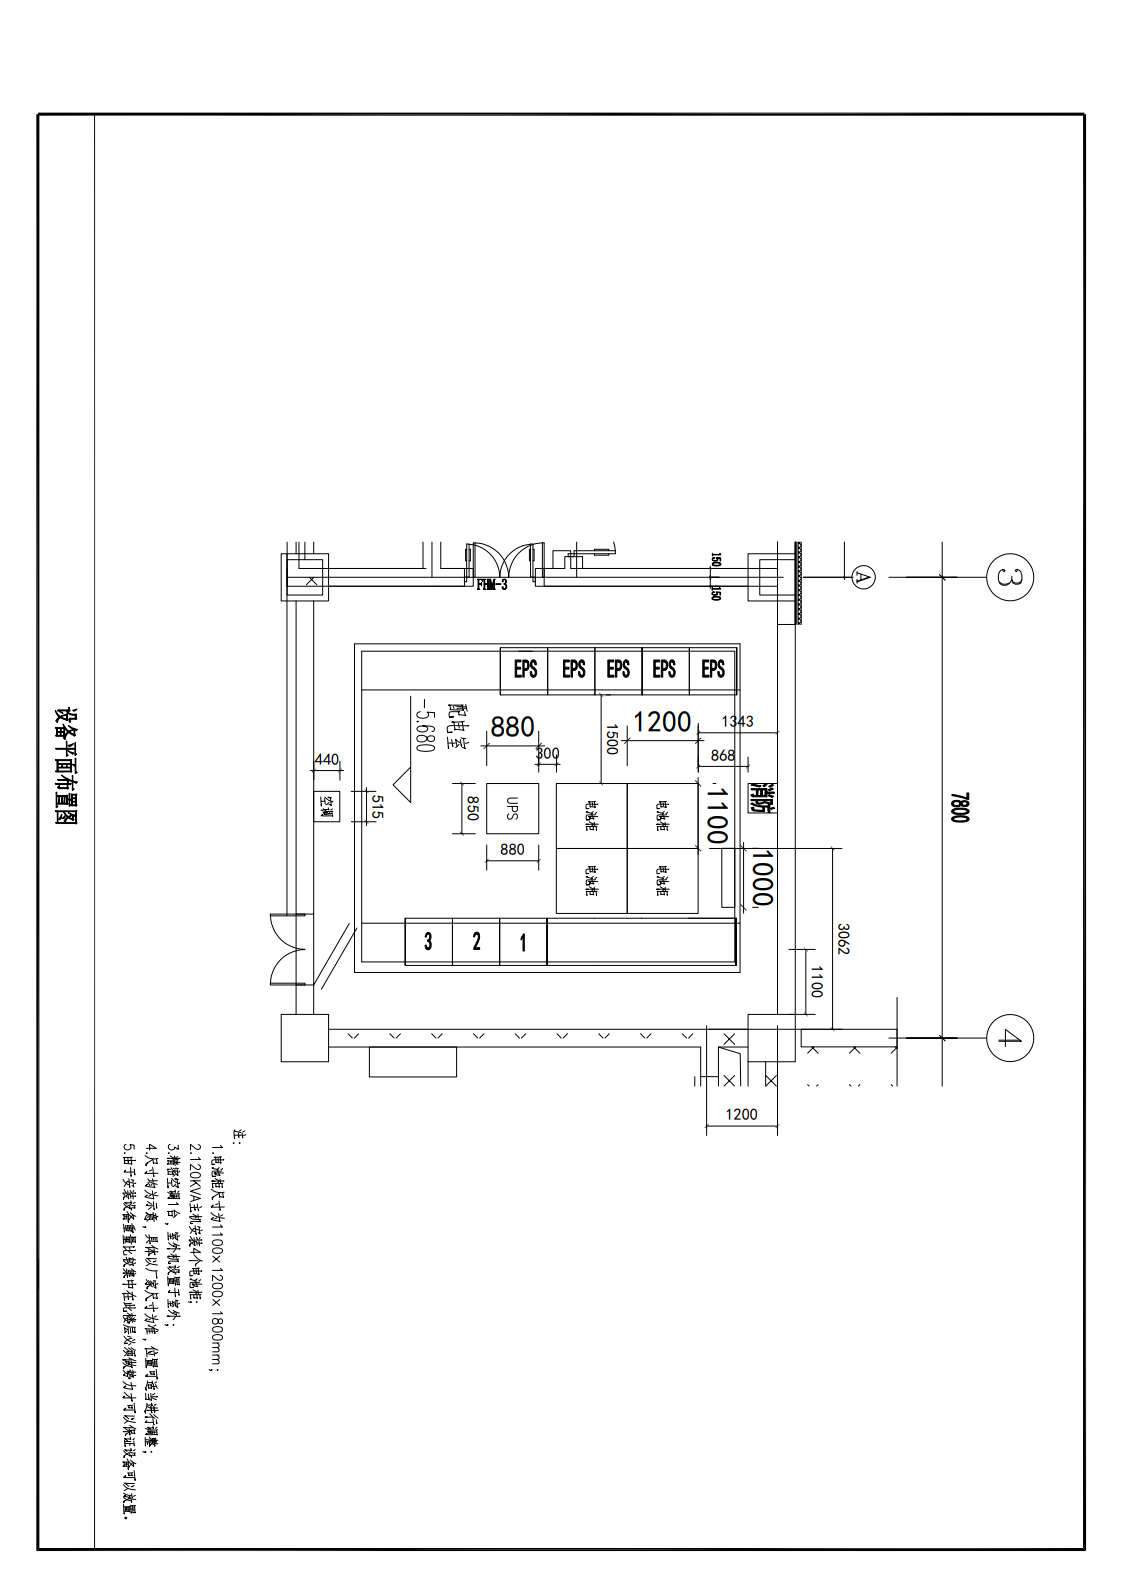 3
A
150
150
FHM-3
EPS
EPS
EPS
EPS
EPS
配电室
-5.680
880
300
1500
1200
1343
868
消防
7800
440
空调
515
850
UPS
880
电池柜
电池柜
电池柜
电池柜
1100
1000
3062
1100
3
2
1
4
1200
注：
1.电池柜尺寸为1100×1200×1800mm；
2.120KVA主机安装4个电池柜；
3.精密空调1台，室外机设置于室外；
4.尺寸均为示意，具体以厂家尺寸为准，位置可适当进行调整；
5.由于安装设备重量比较集中在此楼层必须做势力才可以保证设备可以放置。
设备平面布置图